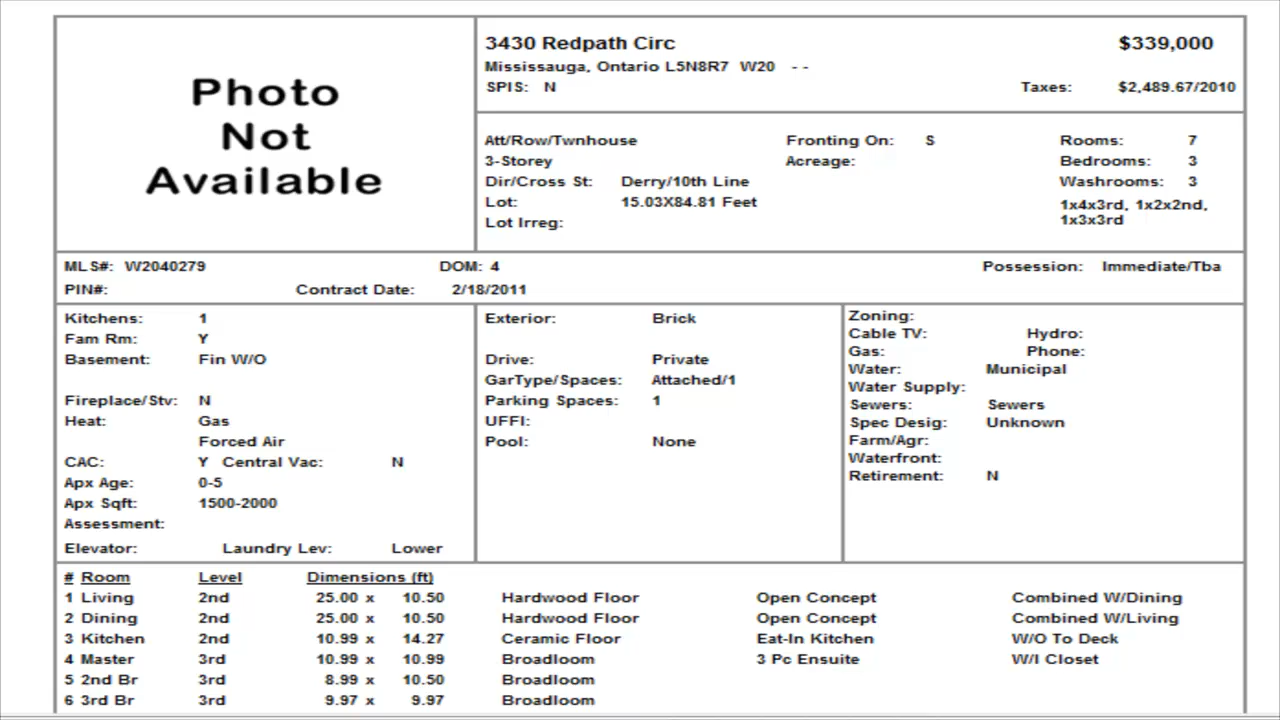 Photo
Not
Available
3430 Redpath Circ $339,000
Mississauga, Ontario L5N8R7 W20 - -
SPIS: N Taxes: $2,489.67/2010
Att/Row/Twnhouse Fronting On: S Rooms: 7
3-Storey Acreage: Bedrooms: 3
Dir/Cross St: Derry/10th Line Washrooms: 3
Lot: 15.03X84.81 Feet 1x4x3rd, 1x2x2nd,
Lot Irreg: 1x3x3rd
MLS#: W2040279 DOM: 4 Possession: Immediate/Tba
PIN#: Contract Date: 2/18/2011
Kitchens: 1
Fam Rm: Y
Basement: Fin W/O
Fireplace/Stv: N
Heat: Gas
Forced Air
CAC: Y Central Vac: N
Apx Age: 0-5
Apx Sqft: 1500-2000
Assessment:
Elevator: Laundry Lev: Lower
Exterior: Brick
Drive: Private
GarType/Spaces: Attached/1
Parking Spaces: 1
UFFI:
Pool: None
Zoning:
Cable TV: Hydro:
Gas: Phone:
Water: Municipal
Water Supply:
Sewers: Sewers
Spec Desig: Unknown
Farm/Agr:
Waterfront:
Retirement: N
# Room Level Dimensions (ft)
1 Living 2nd 25.00 x 10.50 Hardwood Floor Open Concept Combined W/Dining
2 Dining 2nd 25.00 x 10.50 Hardwood Floor Open Concept Combined W/Living
3 Kitchen 2nd 10.99 x 14.27 Ceramic Floor Eat-In Kitchen W/O To Deck
4 Master 3rd 10.99 x 10.99 Broadloom 3 Pc Ensuite W/I Closet
5 2nd Br 3rd 8.99 x 10.50 Broadloom
6 3rd Br 3rd 9.97 x 9.97 Broadloom